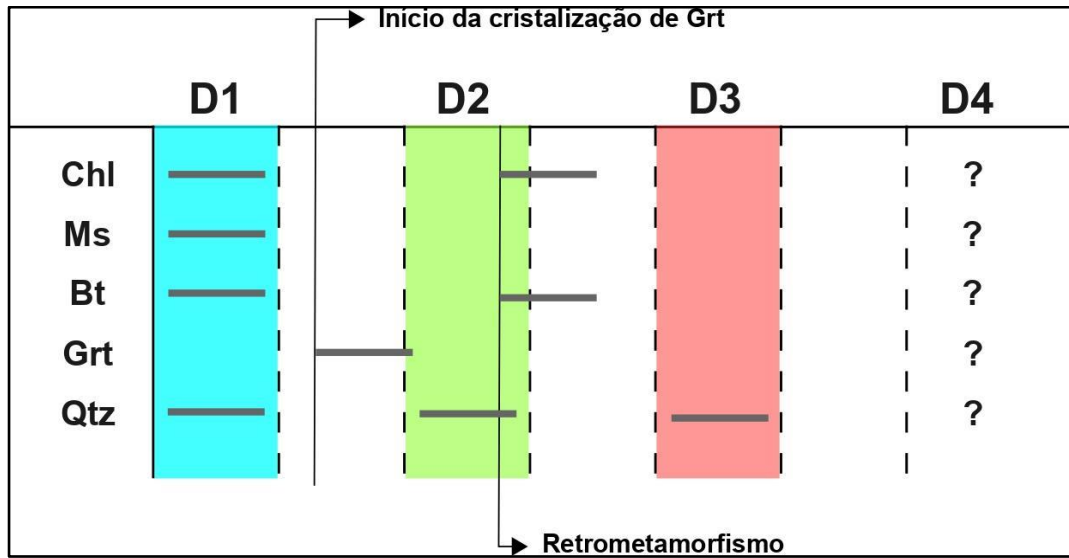 Início da cristalização de Grt
D1 D2 D3 D4
Chl ?
Ms ?
Bt ?
Grt ?
Qtz ?
Retrometamorfismo